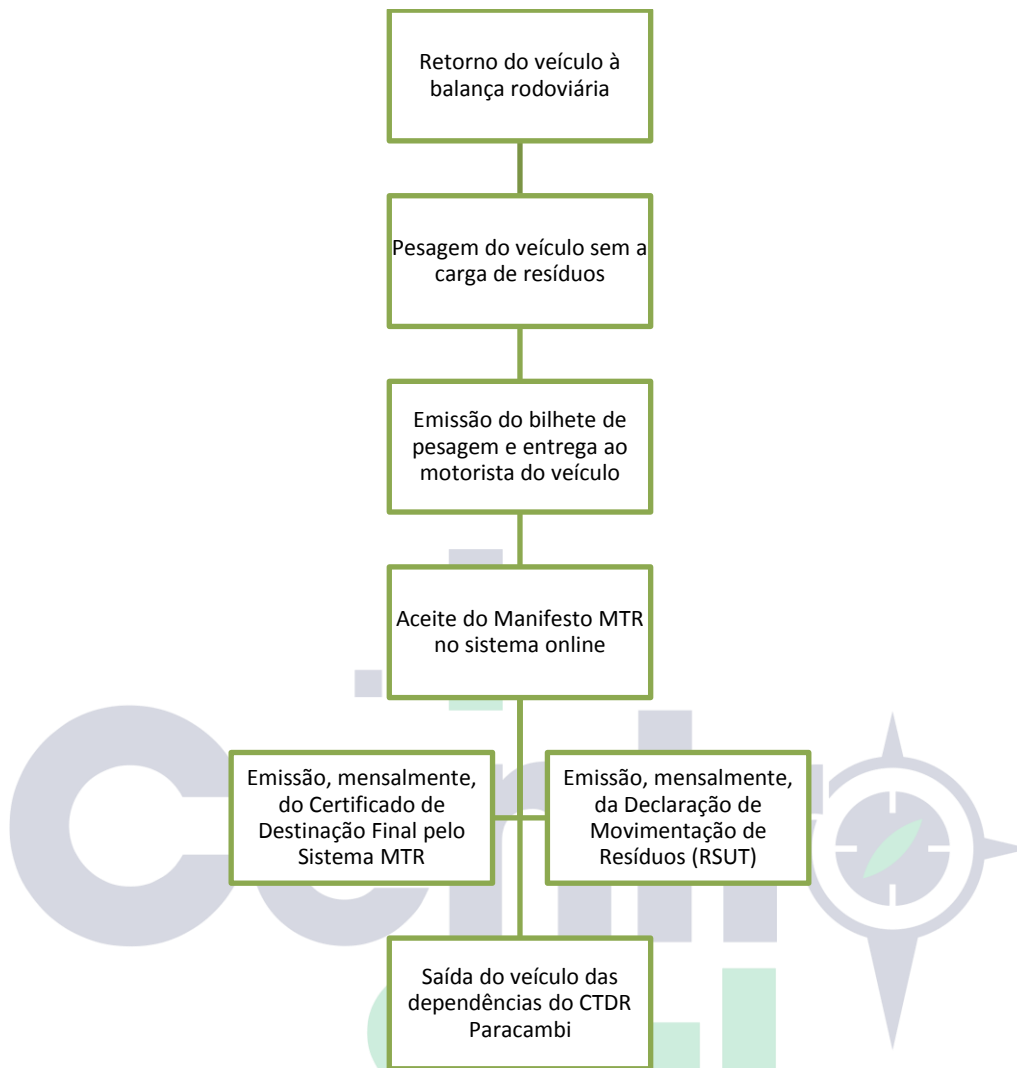 Retorno do veículo à
balança rodoviária
Pesagem do veículo sem a
carga de resíduos
Emissão do bilhete de
pesagem e entrega ao
motorista do veículo
Aceite do Manifesto MTR
no sistema online
Emissão, mensalmente,
do Certificado de
Destinação Final pelo
Sistema MTR
Emissão, mensalmente,
da Declaração de
Movimentação de
Resíduos (RSUT)
Saída do veículo das
dependências do CTDR
Paracambi